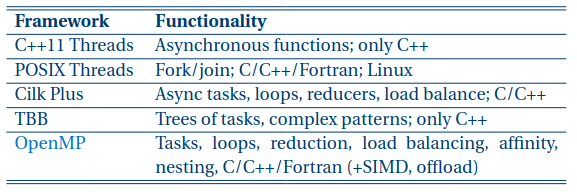 Framework Functionality
C++11 Threads Asynchronous functions; only C++
POSIX Threads Fork/join; C/C++/Fortran; Linux
Cilk Plus Async tasks, loops, reducers, load balance; C/C++
TBB Trees of tasks, complex patterns; only C++
OpenMP Tasks, loops, reduction, load balancing, affinity,
nesting, C/C++/Fortran (+SIMD, offload)